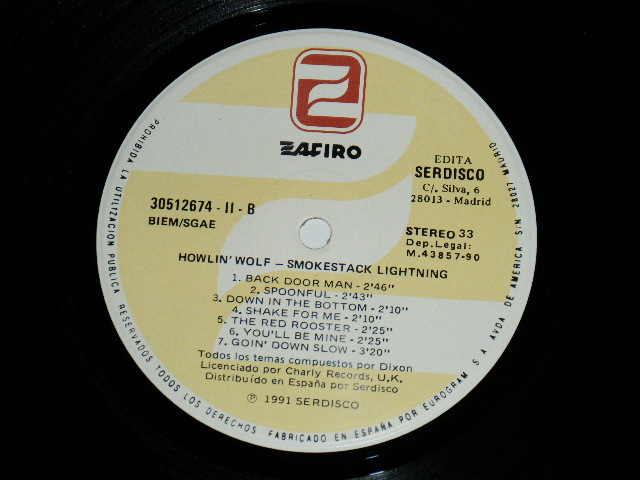 ZAFIRO
EDITA
SERDISCO
C/. Silva, 6
28013 - Madrid
30512674 - II - B
BIEM/SGAE
STEREO 33
Dep. Legal:
M. 43857-90
HOWLIN' WOLF – SMOKESTACK LIGHTNING
1. BACK DOOR MAN - 2'46"
2. SPOONFUL - 2'43"
3. DOWN IN THE BOTTOM - 2'10"
4. SHAKE FOR ME - 2'10"
5. THE RED ROOSTER - 2'25"
6. YOU'LL BE MINE - 2'25"
7. GOIN' DOWN SLOW - 3'20"
Todos los temas compuestos por Dixon
Licenciado por Charly Records, U.K.
Distribuído en España por Serdisco
℗ 1991 SERDISCO
PROHIBIDA LA UTILIZACION PUBLICA RESERVADOS TODOS LOS DERECHOS FABRICADO EN ESPAÑA POR EUROGRAM S A AVDA DE AMERICA S/N 28027 MADRID